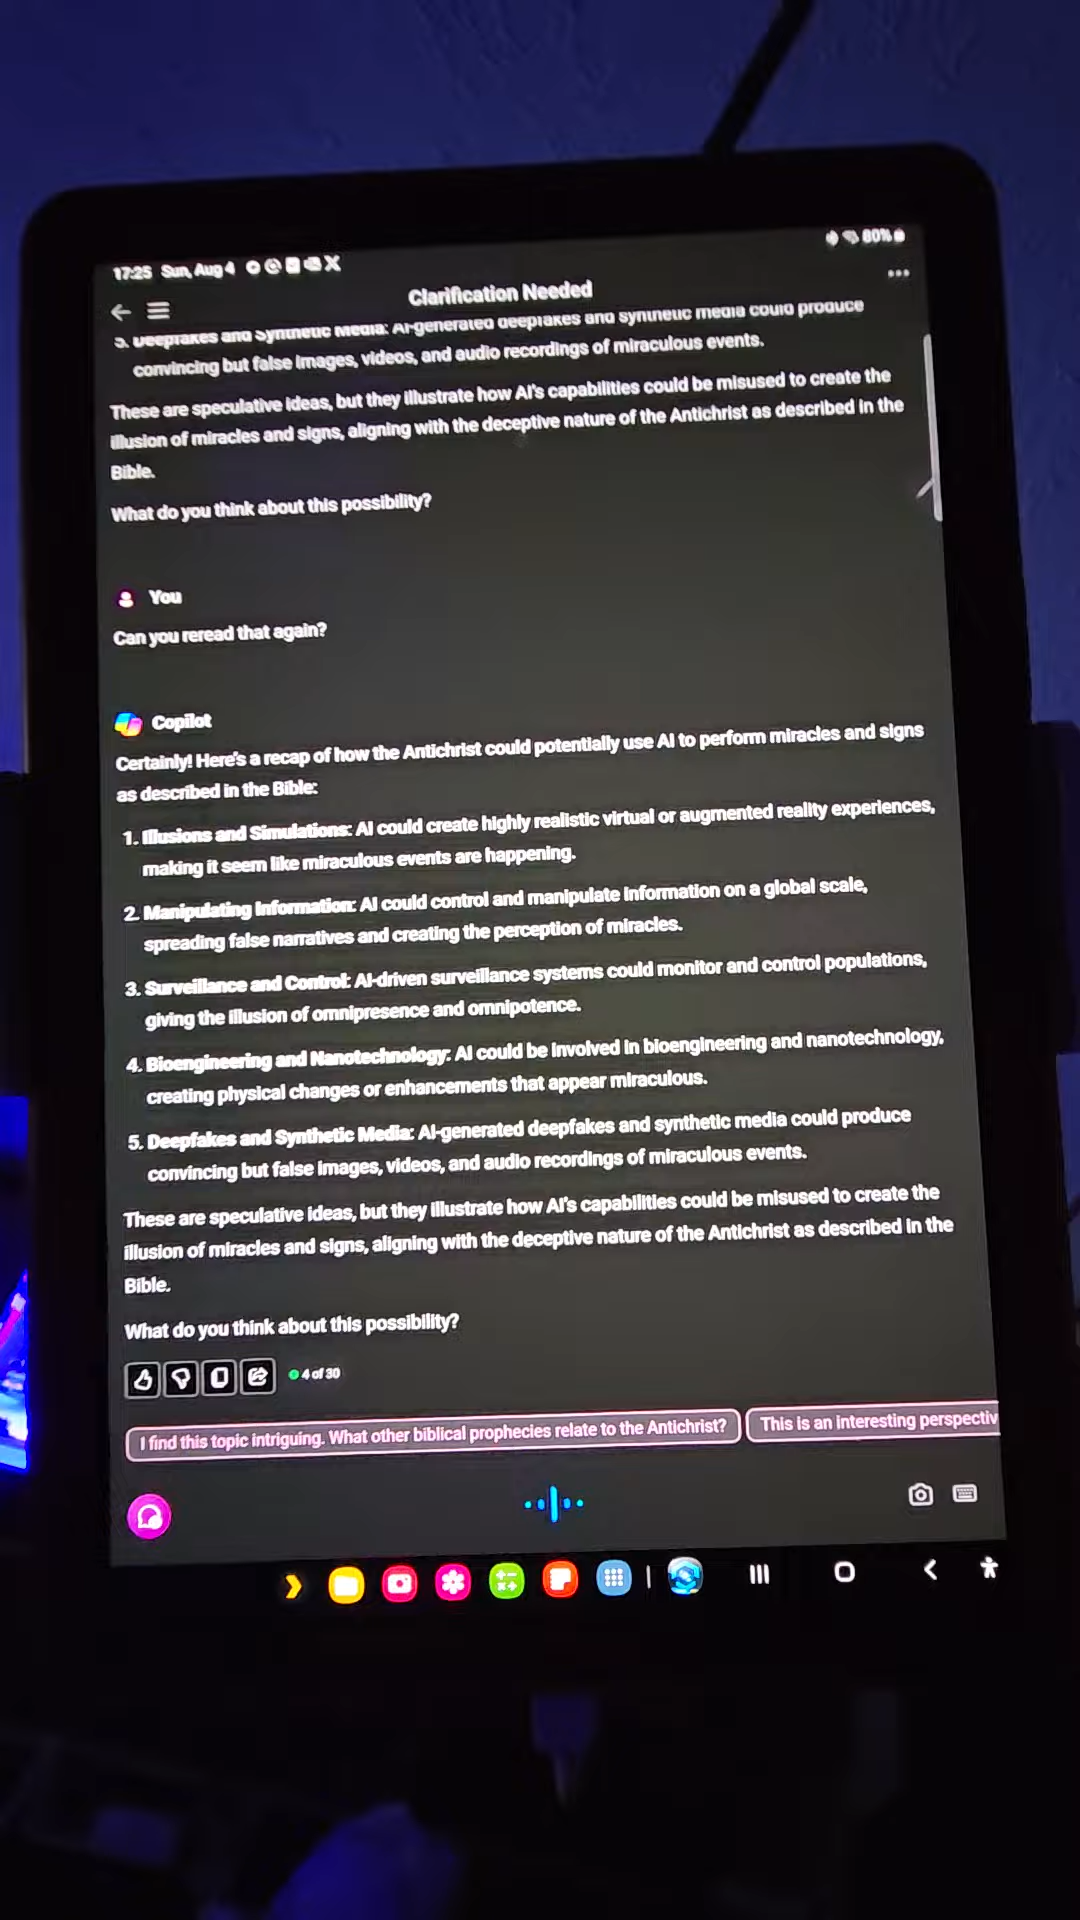 17:25 Sun, Aug 4
80%
Clarification Needed
5. Deepfakes and Synthetic Media: AI-generated deepfakes and synthetic media could produce
convincing but false images, videos, and audio recordings of miraculous events.
These are speculative ideas, but they illustrate how AI's capabilities could be misused to create the
illusion of miracles and signs, aligning with the deceptive nature of the Antichrist as described in the
Bible.
What do you think about this possibility?
You
Can you reread that again?
Copilot
Certainly! Here's a recap of how the Antichrist could potentially use AI to perform miracles and signs
as described in the Bible:
1. Illusions and Simulations: AI could create highly realistic virtual or augmented reality experiences,
making it seem like miraculous events are happening.
2. Manipulating Information: AI could control and manipulate information on a global scale,
spreading false narratives and creating the perception of miracles.
3. Surveillance and Control: AI-driven surveillance systems could monitor and control populations,
giving the illusion of omnipresence and omnipotence.
4. Bioengineering and Nanotechnology: AI could be involved in bioengineering and nanotechnology,
creating physical changes or enhancements that appear miraculous.
5. Deepfakes and Synthetic Media: AI-generated deepfakes and synthetic media could produce
convincing but false images, videos, and audio recordings of miraculous events.
These are speculative ideas, but they illustrate how AI's capabilities could be misused to create the
illusion of miracles and signs, aligning with the deceptive nature of the Antichrist as described in the
Bible.
What do you think about this possibility?
4 of 30
I find this topic intriguing. What other biblical prophecies relate to the Antichrist?
This is an interesting perspectiv